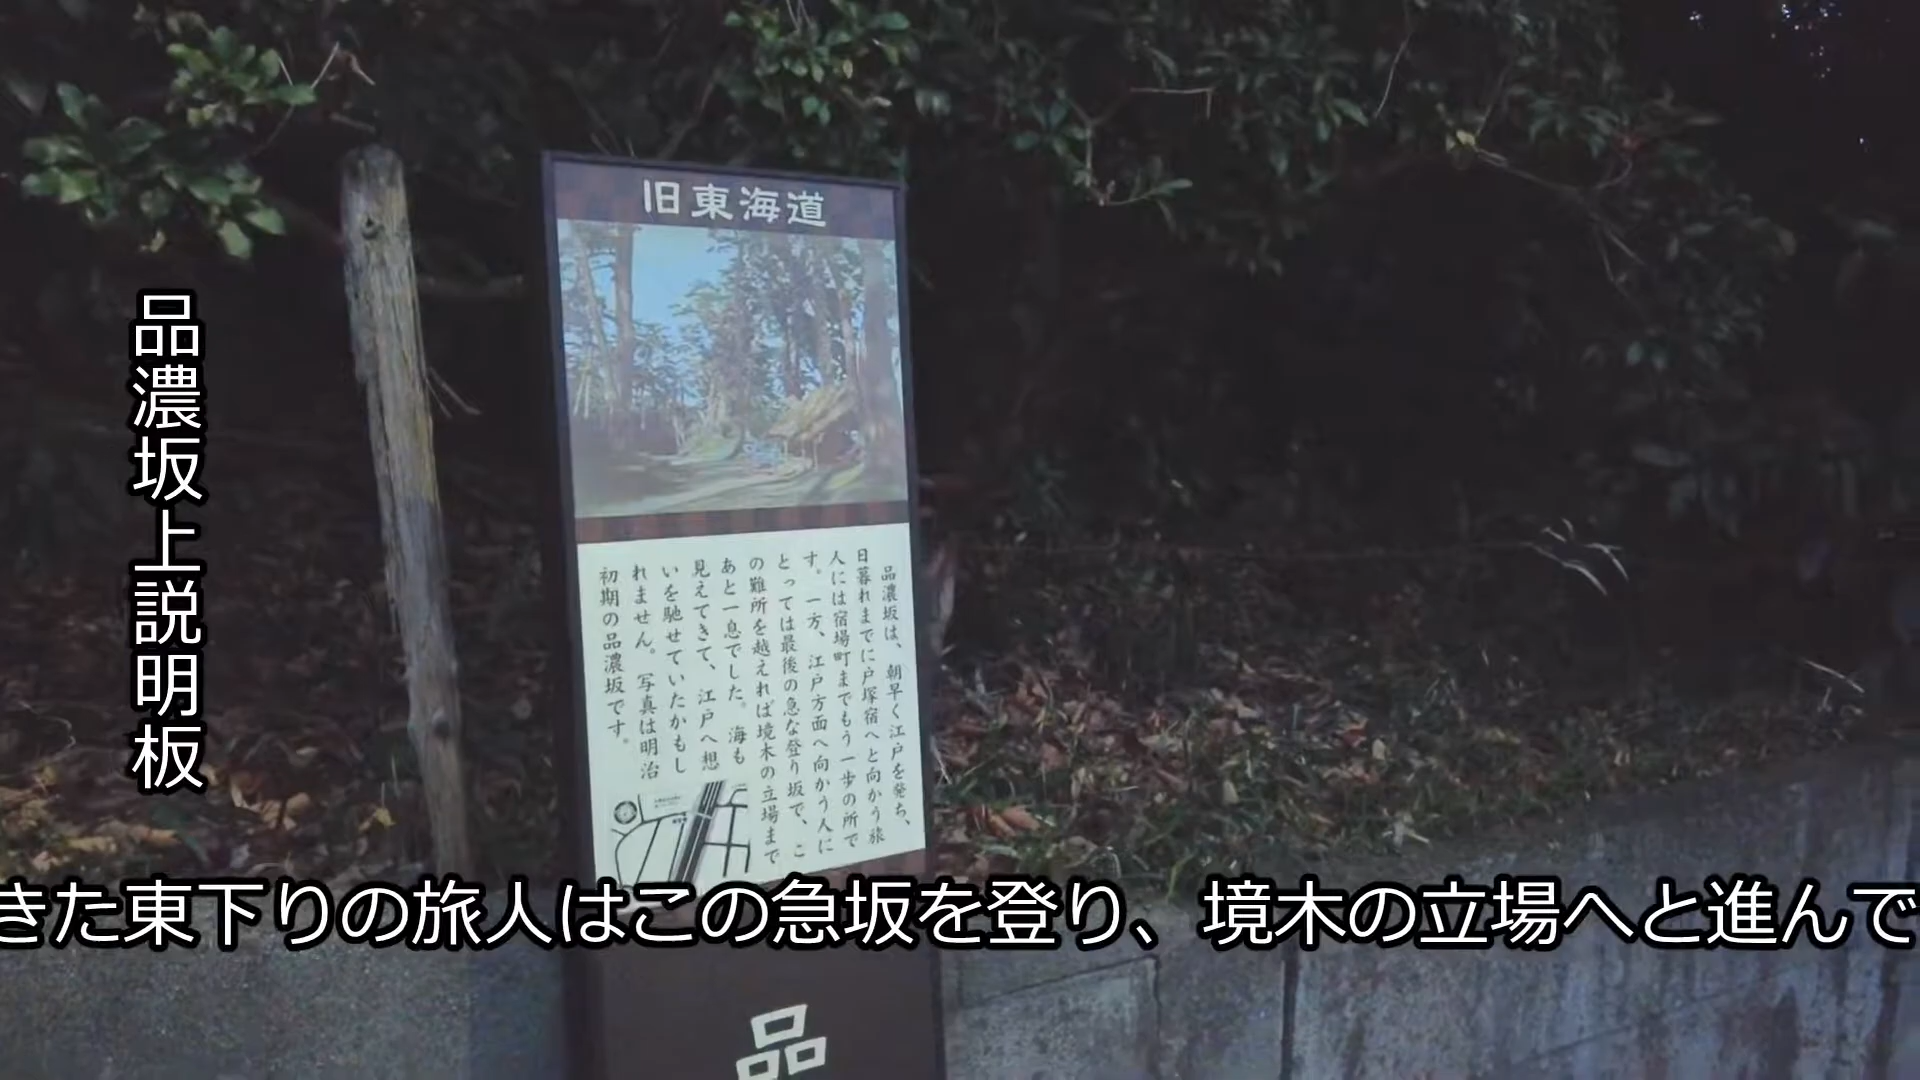 旧東海道
品濃坂は、朝早く江戸を発ち、
日暮れまでに戸塚宿へと向かう旅
人には宿場町までもう一歩の所で
す。一方、江戸方面へ向かう人に
とっては最後の急な登り坂で、こ
の難所を越えれば境木の立場まで
あと一息でした。海も
見えてきて、江戸へ想
いを馳せていたかもし
れません。写真は明治
初期の品濃坂です。
品
品濃坂上説明板
きた東下りの旅人はこの急坂を登り、境木の立場へと進んで